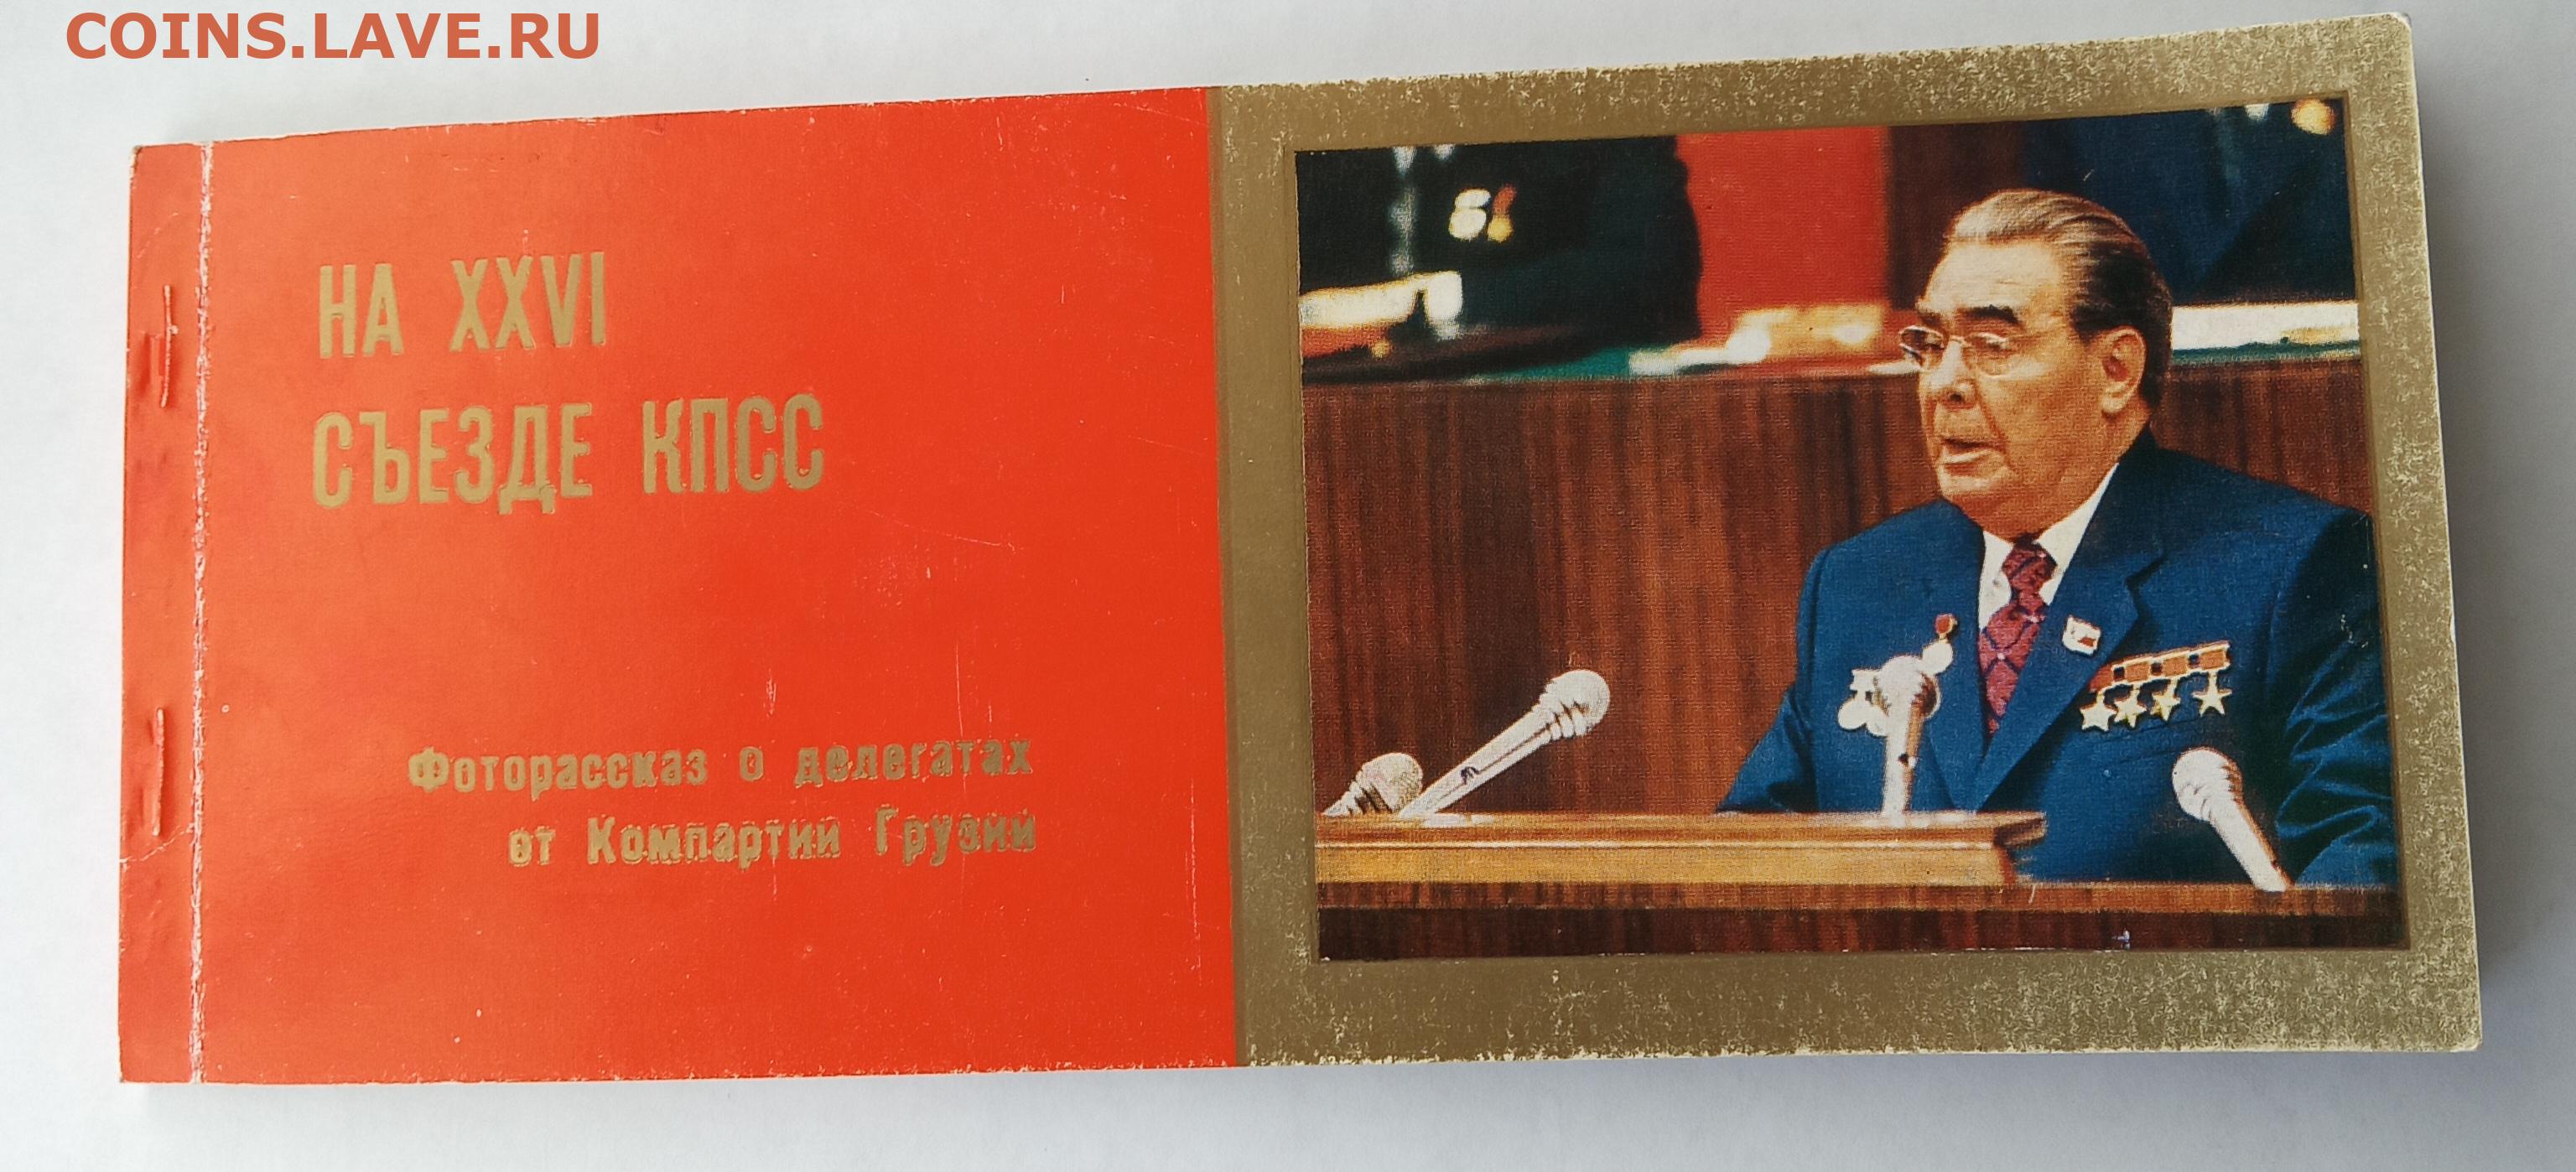 COINS.LAVE.RU
НА XXVI
СЪЕЗДЕ КПСС
Фоторассказ о делегатах
от Компартии Грузии